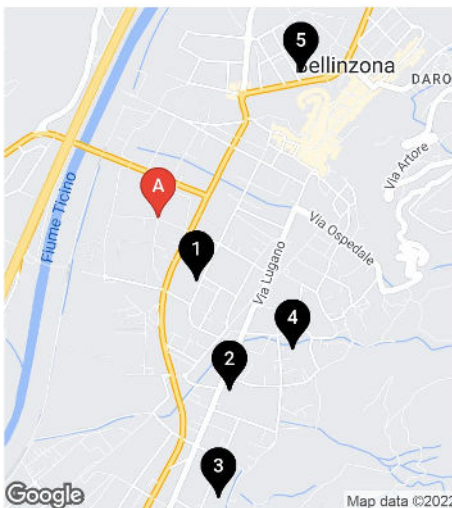 5
Bellinzona
DARO
Via Artore
A
Fiume Ticino
Via Ospedale
1
Via Lugano
4
2
3
Google
Map data ©2022